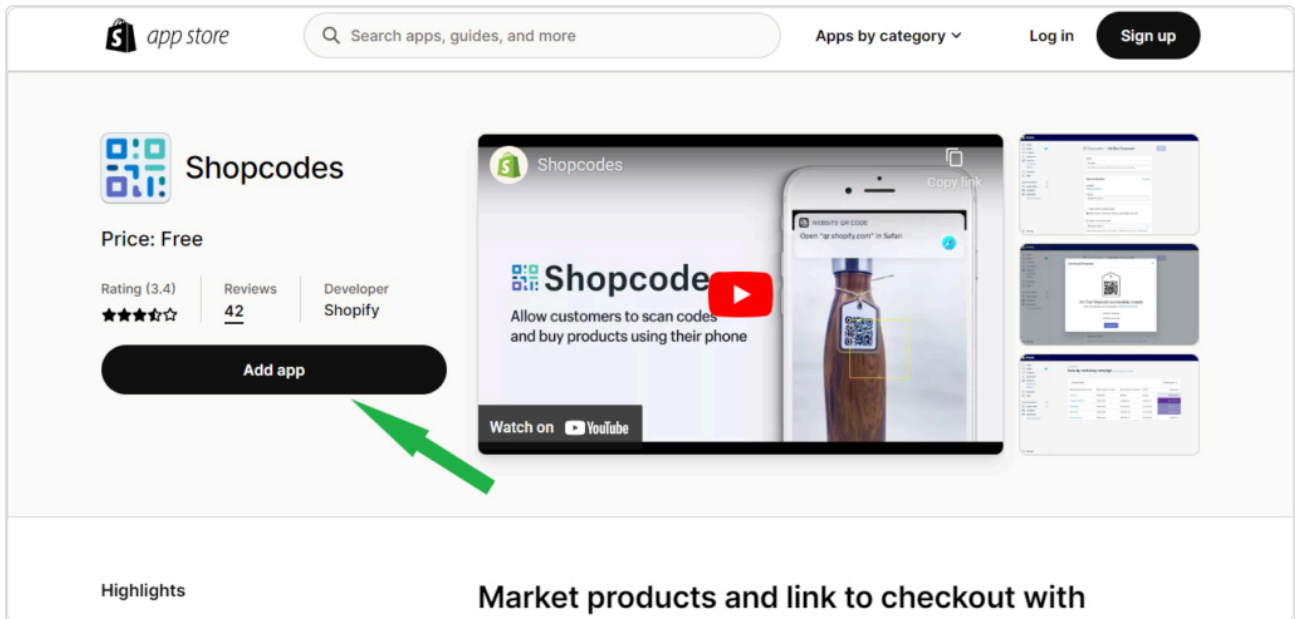 app store
Search apps, guides, and more
Apps by category
Log in
Sign up
Shopcodes
Price: Free
Rating (3.4)
Reviews
42
Developer
Shopify
Add app
Shopcodes
Copy link
WEBSITE QR CODE
Open "qr.shopify.com" in Safari
Shopcode
Allow customers to scan codes
and buy products using their phone
Watch on YouTube
Highlights
Market products and link to checkout with